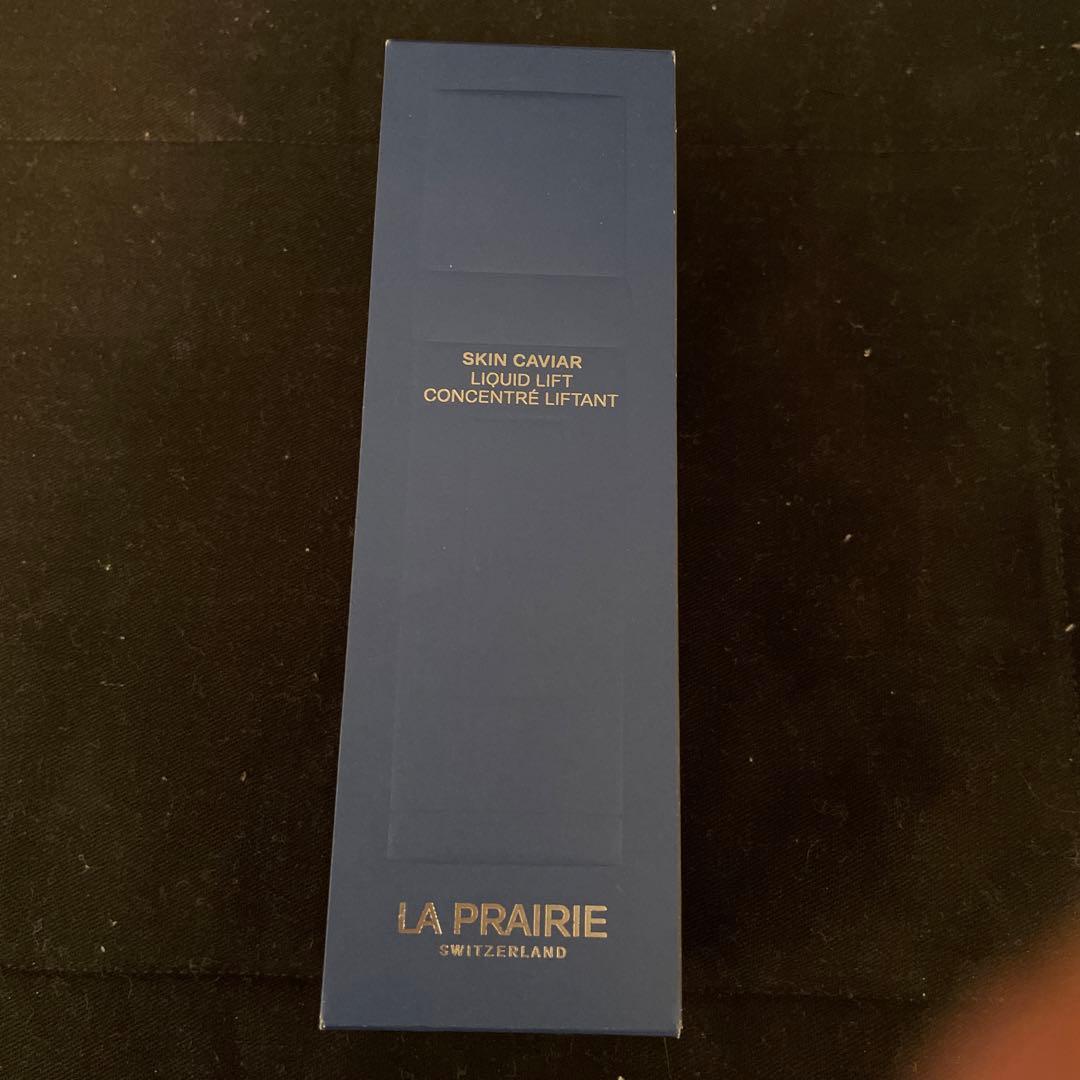 SKIN CAVIAR
LIQUID LIFT
CONCENTRÉ LIFTANT
LA PRAIRIE
SWITZERLAND